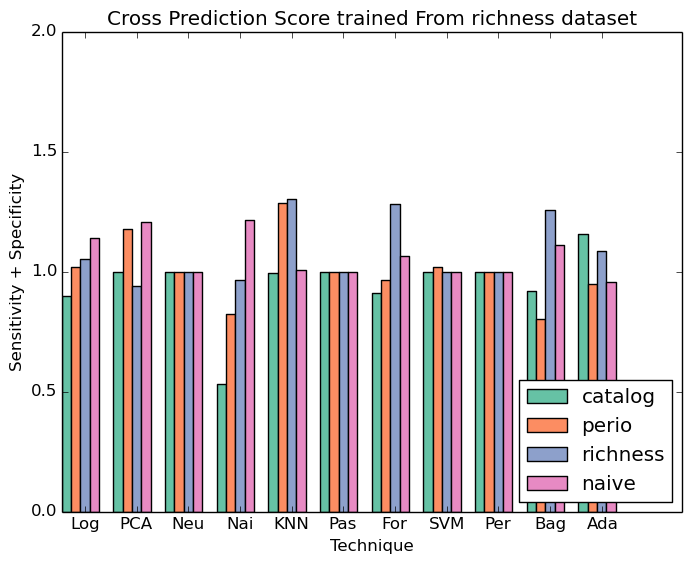 Cross Prediction Score trained From richness dataset
2.0
1.5
1.0
0.5
0.0
Sensitivity + Specificity
Log PCA Neu Nai KNN Pas For SVM Per Bag Ada
Technique
catalog
perio
richness
naive